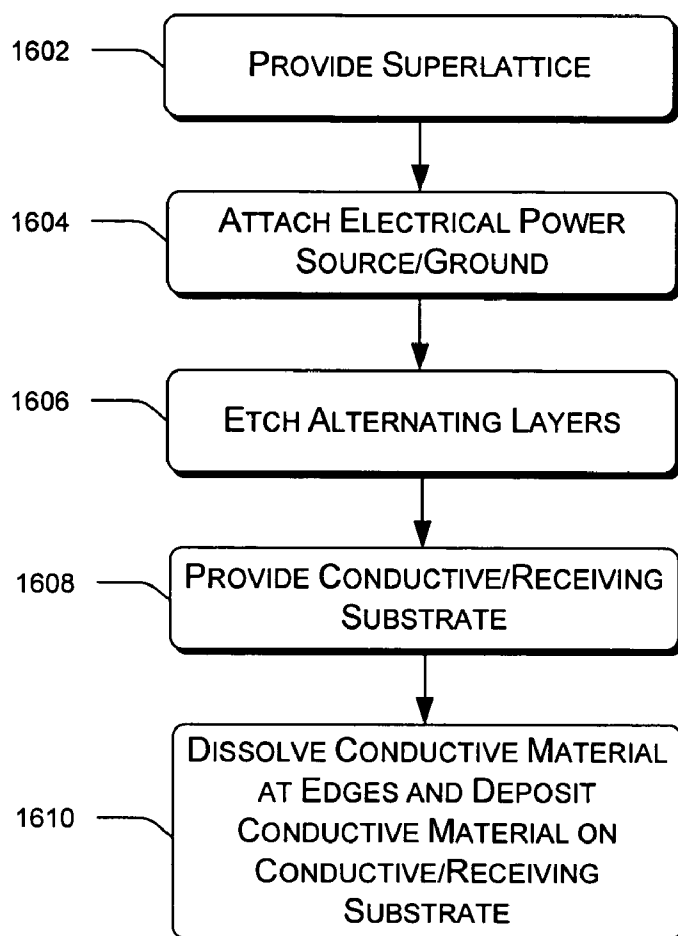 1602
PROVIDE SUPERLATTICE
1604
ATTACH ELECTRICAL POWER
SOURCE/GROUND
1606
ETCH ALTERNATING LAYERS
1608
PROVIDE CONDUCTIVE/RECEIVING
SUBSTRATE
1610
DISSOLVE CONDUCTIVE MATERIAL
AT EDGES AND DEPOSIT
CONDUCTIVE MATERIAL ON
CONDUCTIVE/RECEIVING
SUBSTRATE